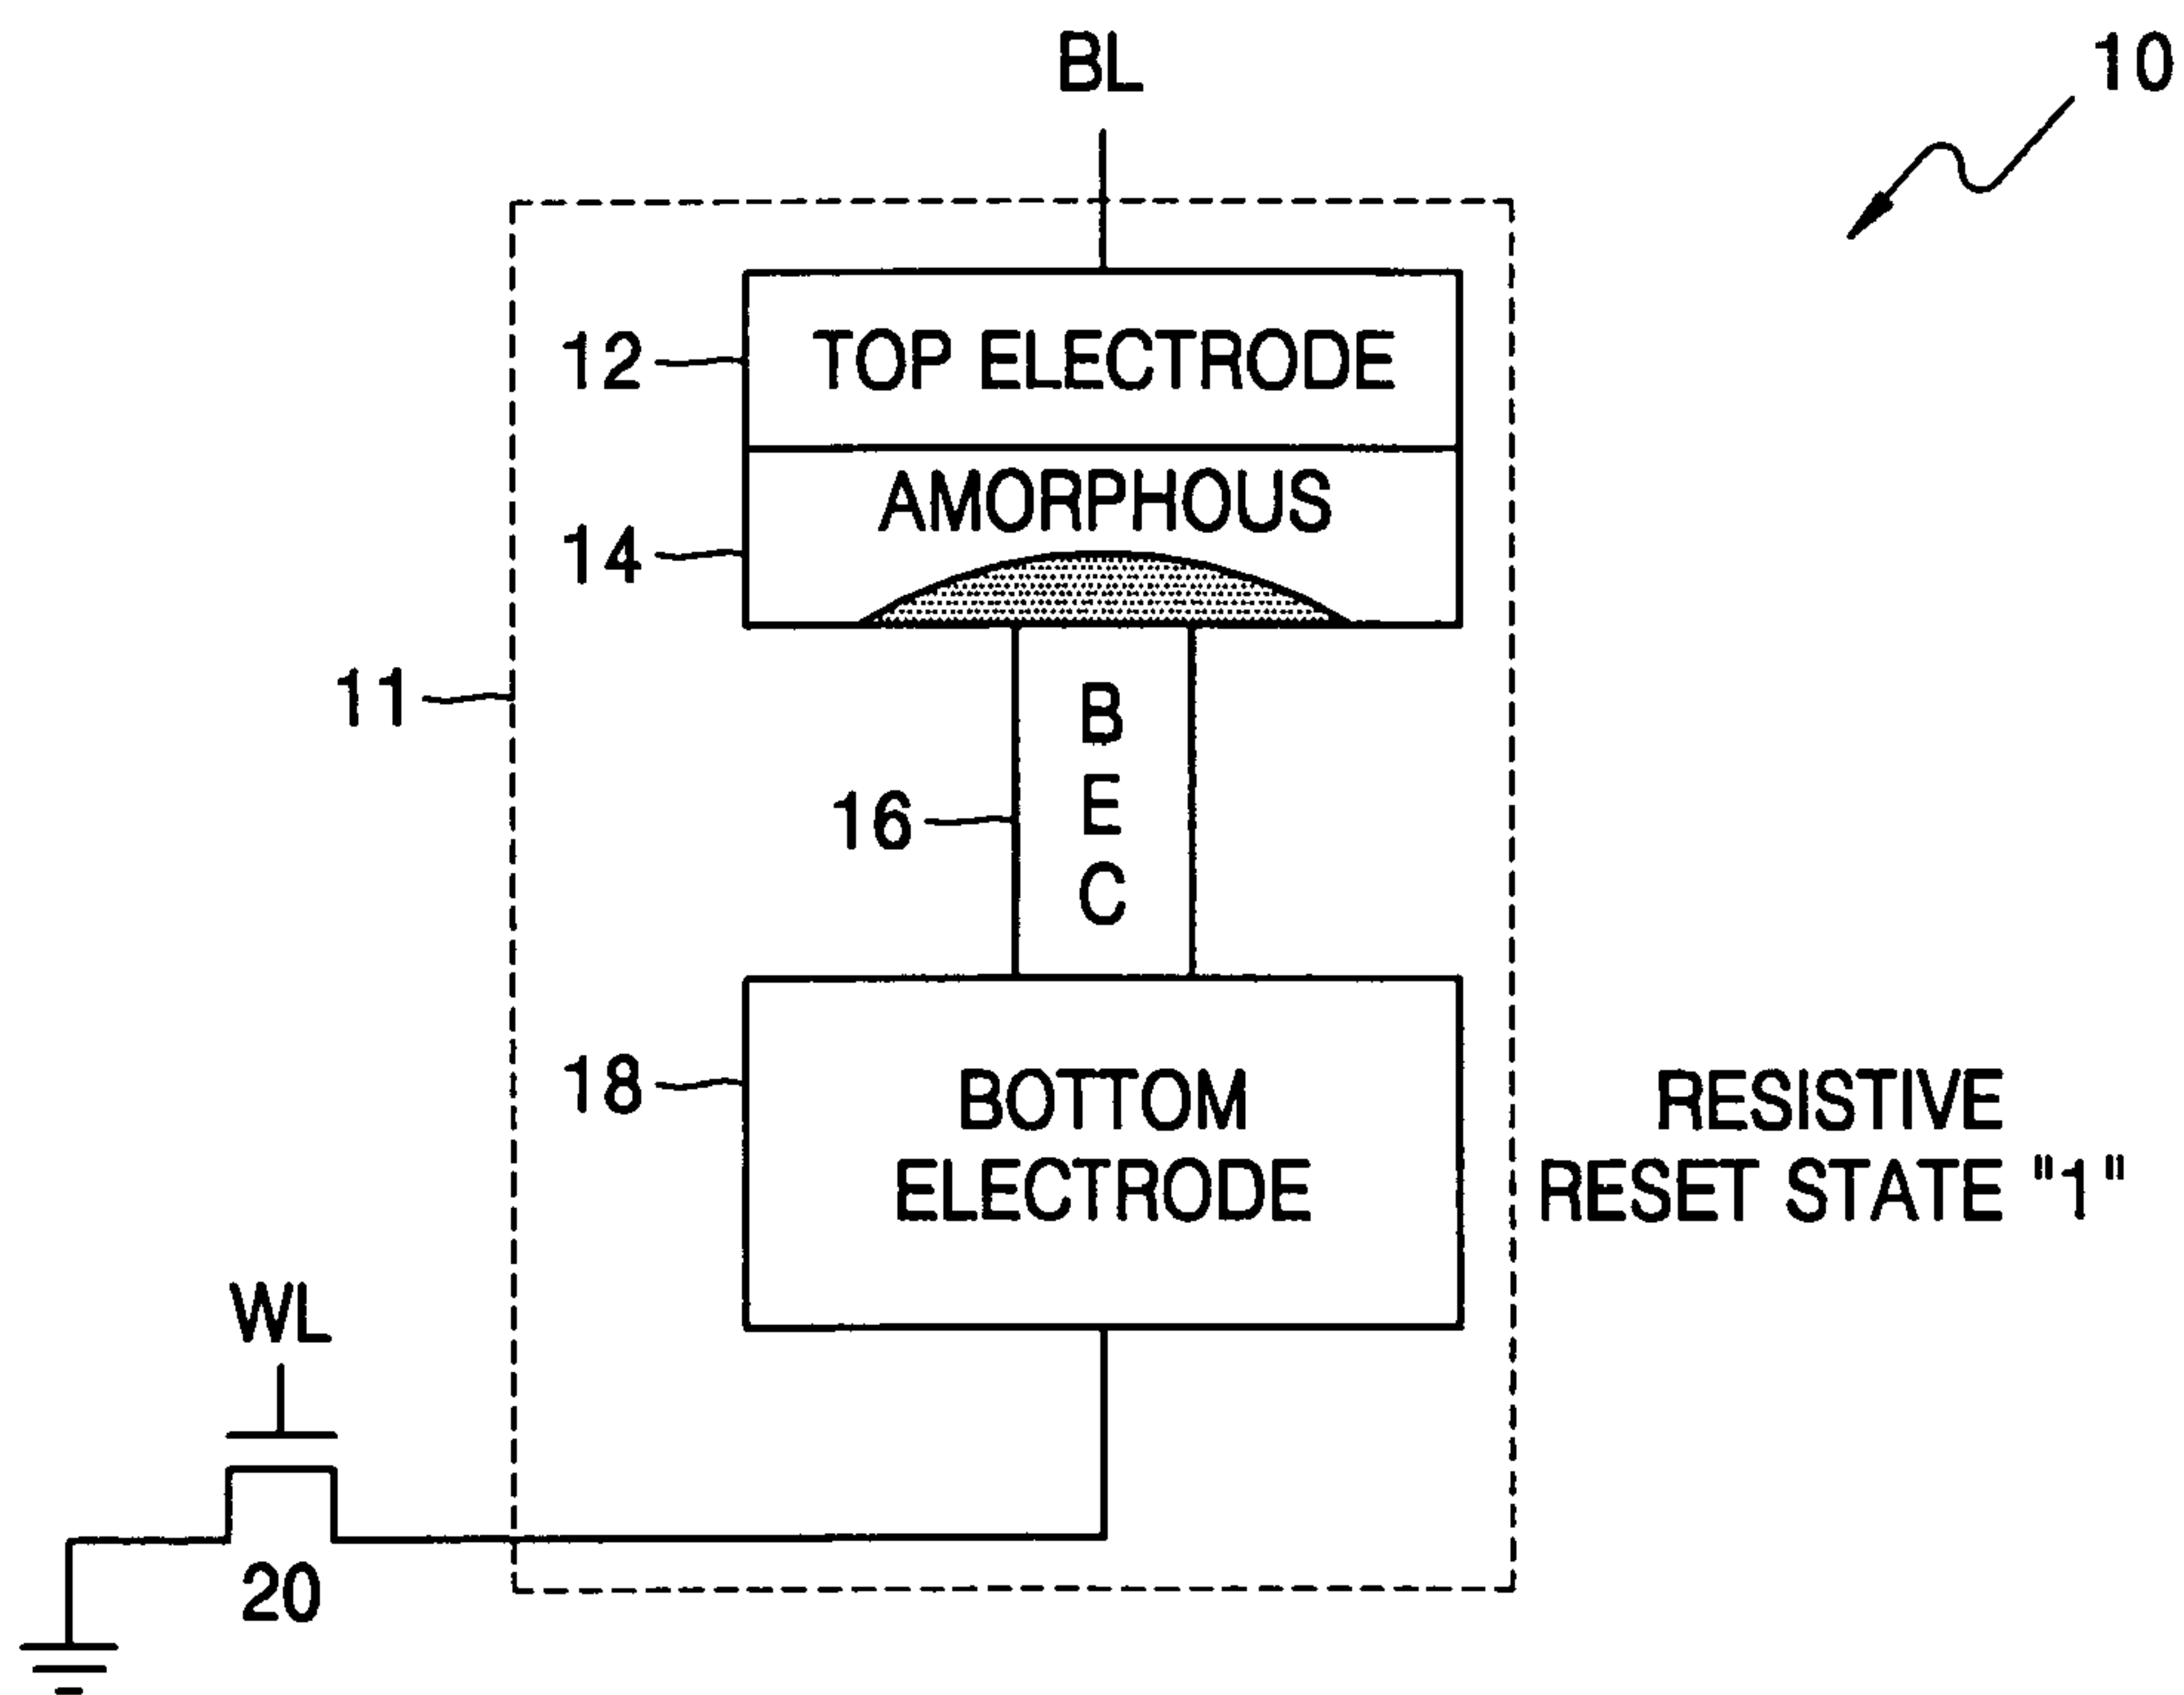 BL
10
12
TOP ELECTRODE
AMORPHOUS
14
11
B
E
C
16
18
BOTTOM
ELECTRODE
RESISTIVE
RESET STATE "1"
WL
20